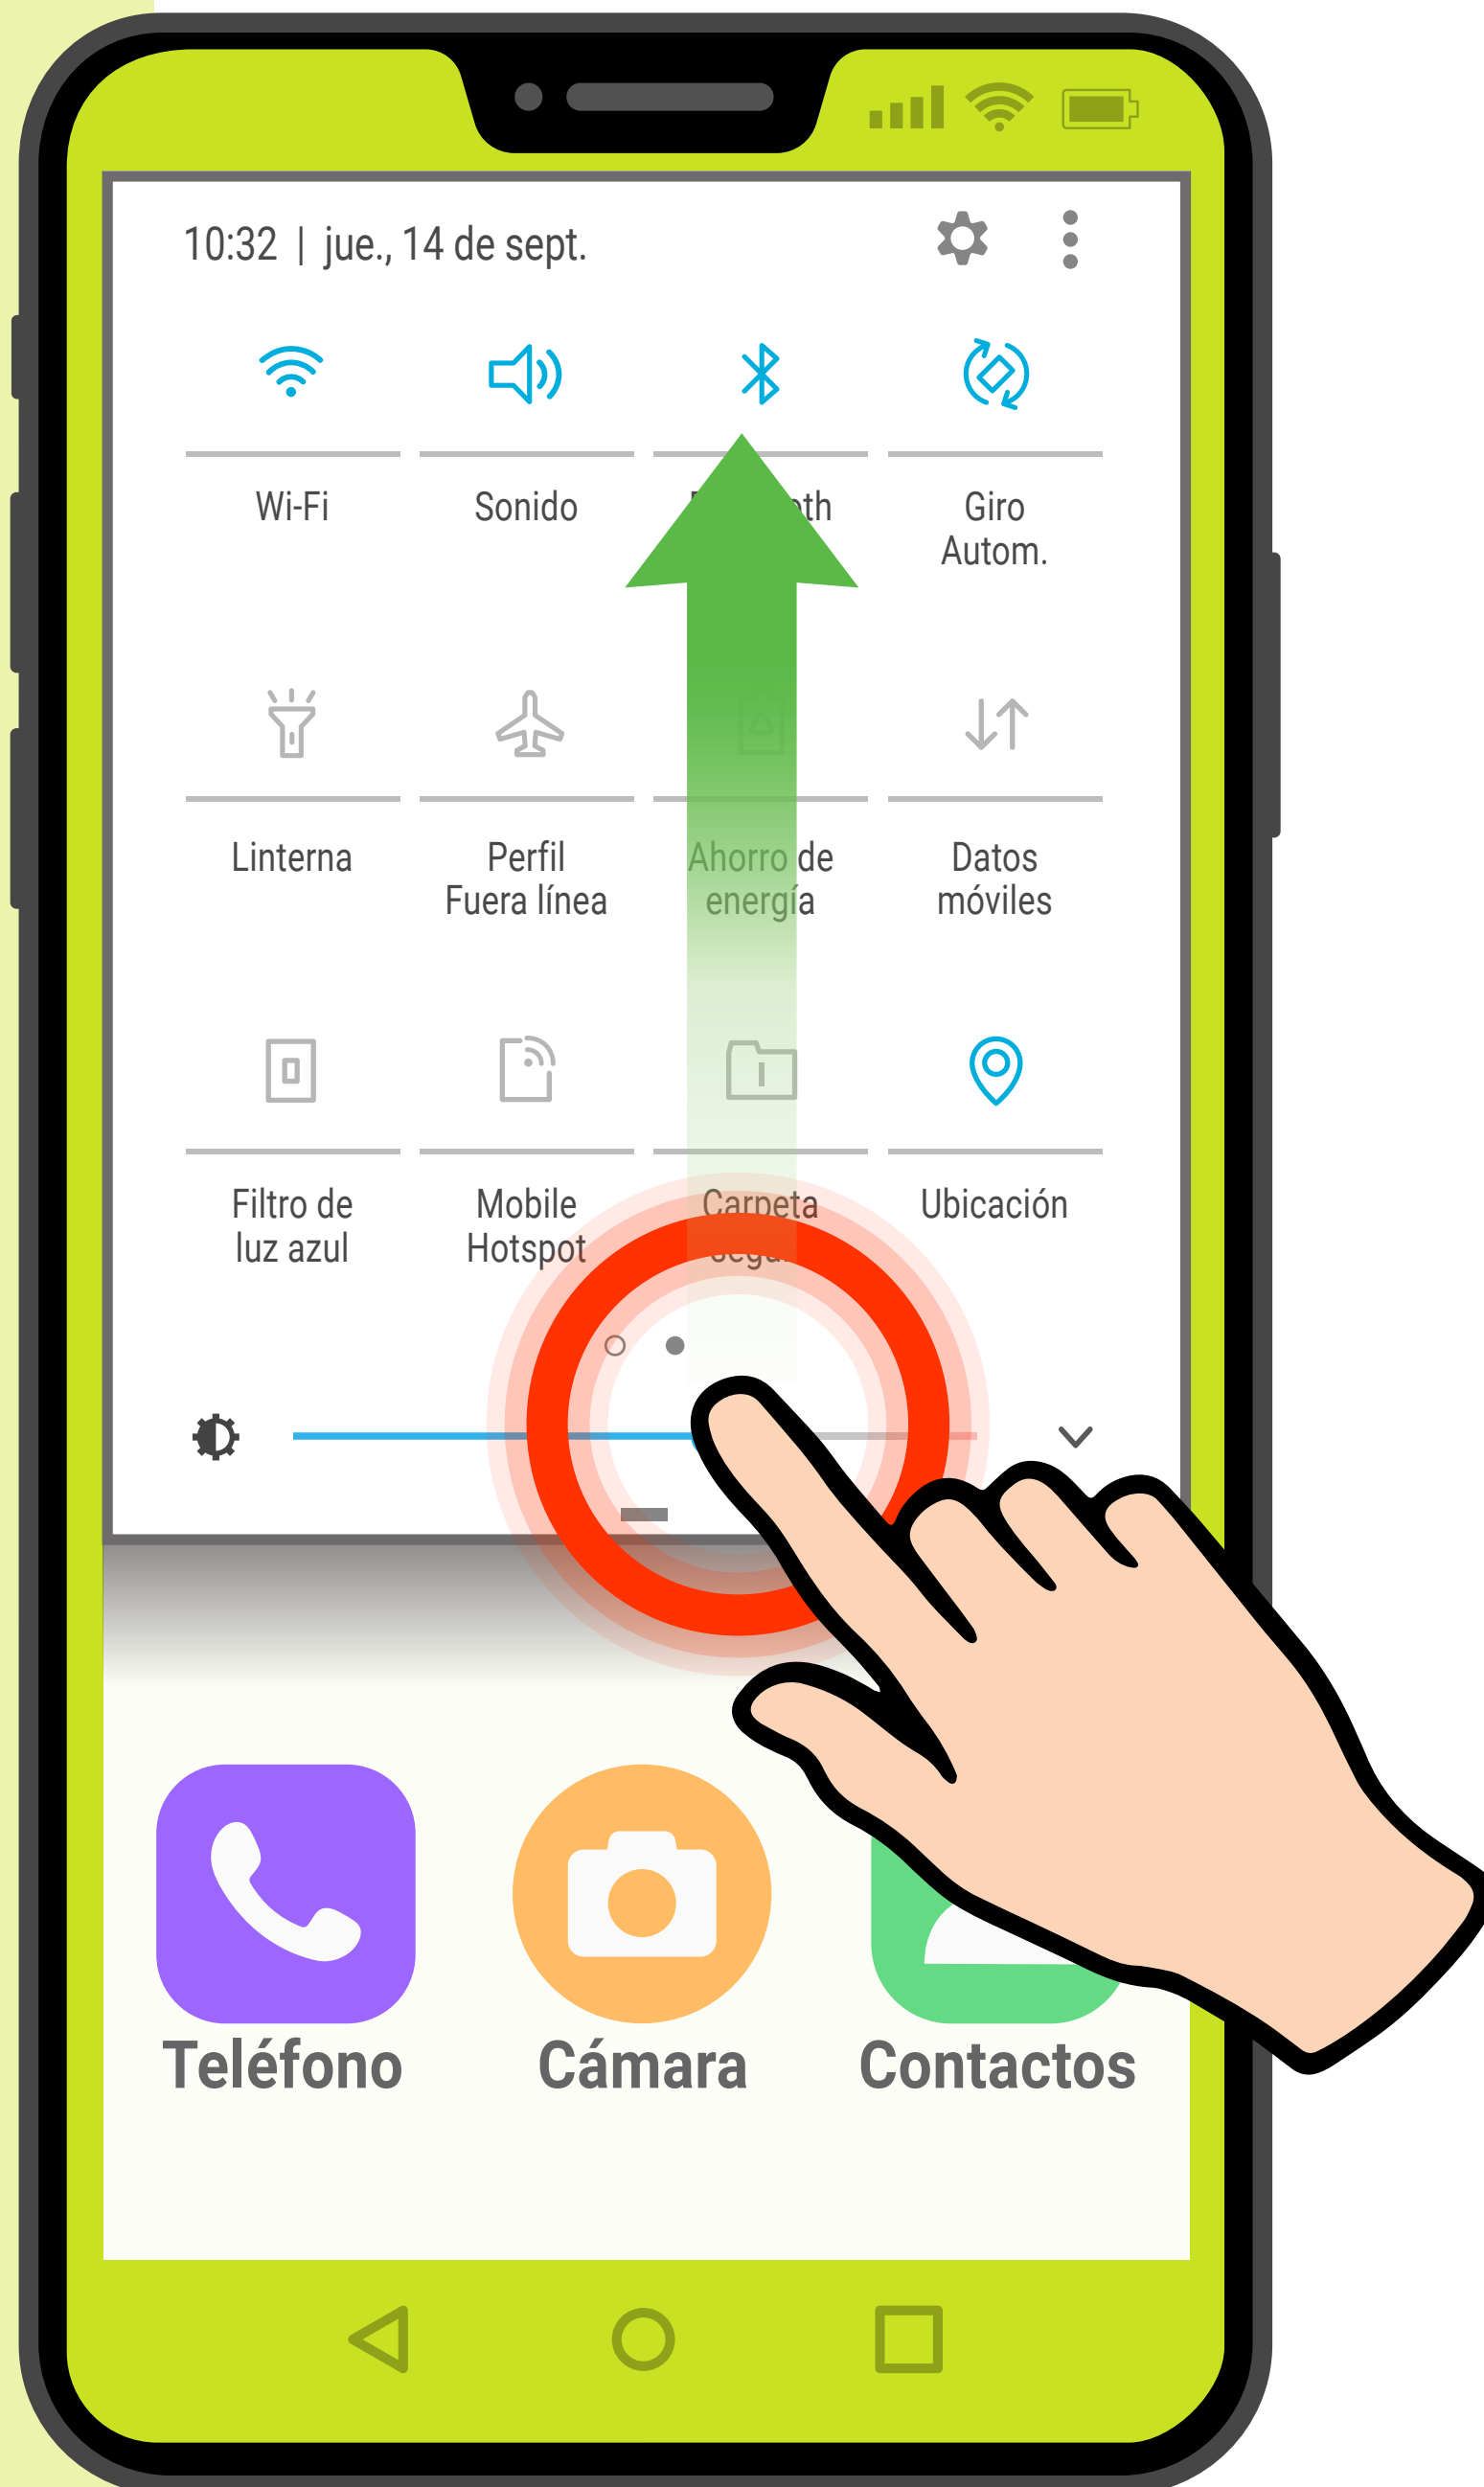 10:32 | jue., 14 de sept.
Wi-Fi
Sonido
Giro
Autom.
Linterna
Perfil
Fuera línea
Ahorro de
energía
Datos
móviles
Filtro de
luz azul
Mobile
Hotspot
Carpeta
Ubicación
Teléfono
Cámara
Contactos